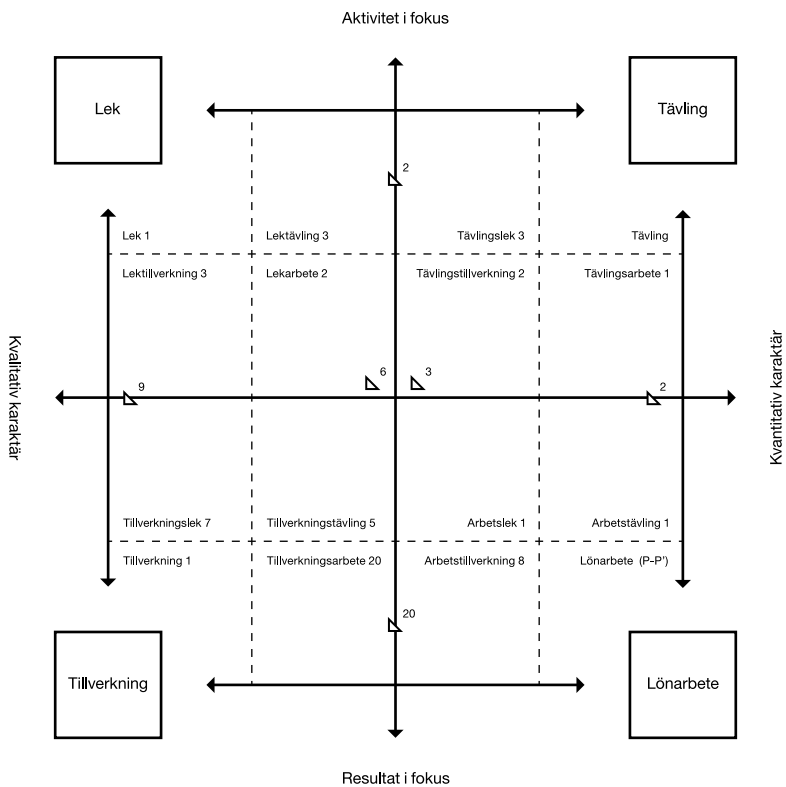 Aktivitet i fokus
Lek
Tävling
2
Lek 1
Lektävling 3
Tävlingslek 3
Tävling
Lektillverkning 3
Lekarbete 2
Tävlingstillverkning 2
Tävlingsarbete 1
Kvalitativ karaktär
Kvantitativ karaktär
9
6
3
2
Tillverkningslek 7
Tillverkningstävling 5
Arbetslek 1
Arbetstävling 1
Tillverkning 1
Tillverkningsarbete 20
Arbetstillverkning 8
Lönarbete (P–P')
20
Tillverkning
Lönarbete
Resultat i fokus